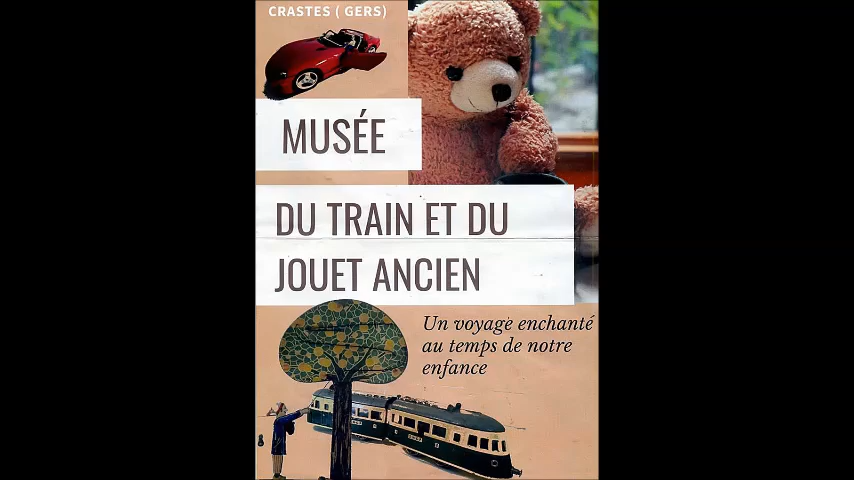 CRASTES ( GERS)
MUSÉE
DU TRAIN ET DU
JOUET ANCIEN
Un voyage enchanté
au temps de notre
enfance